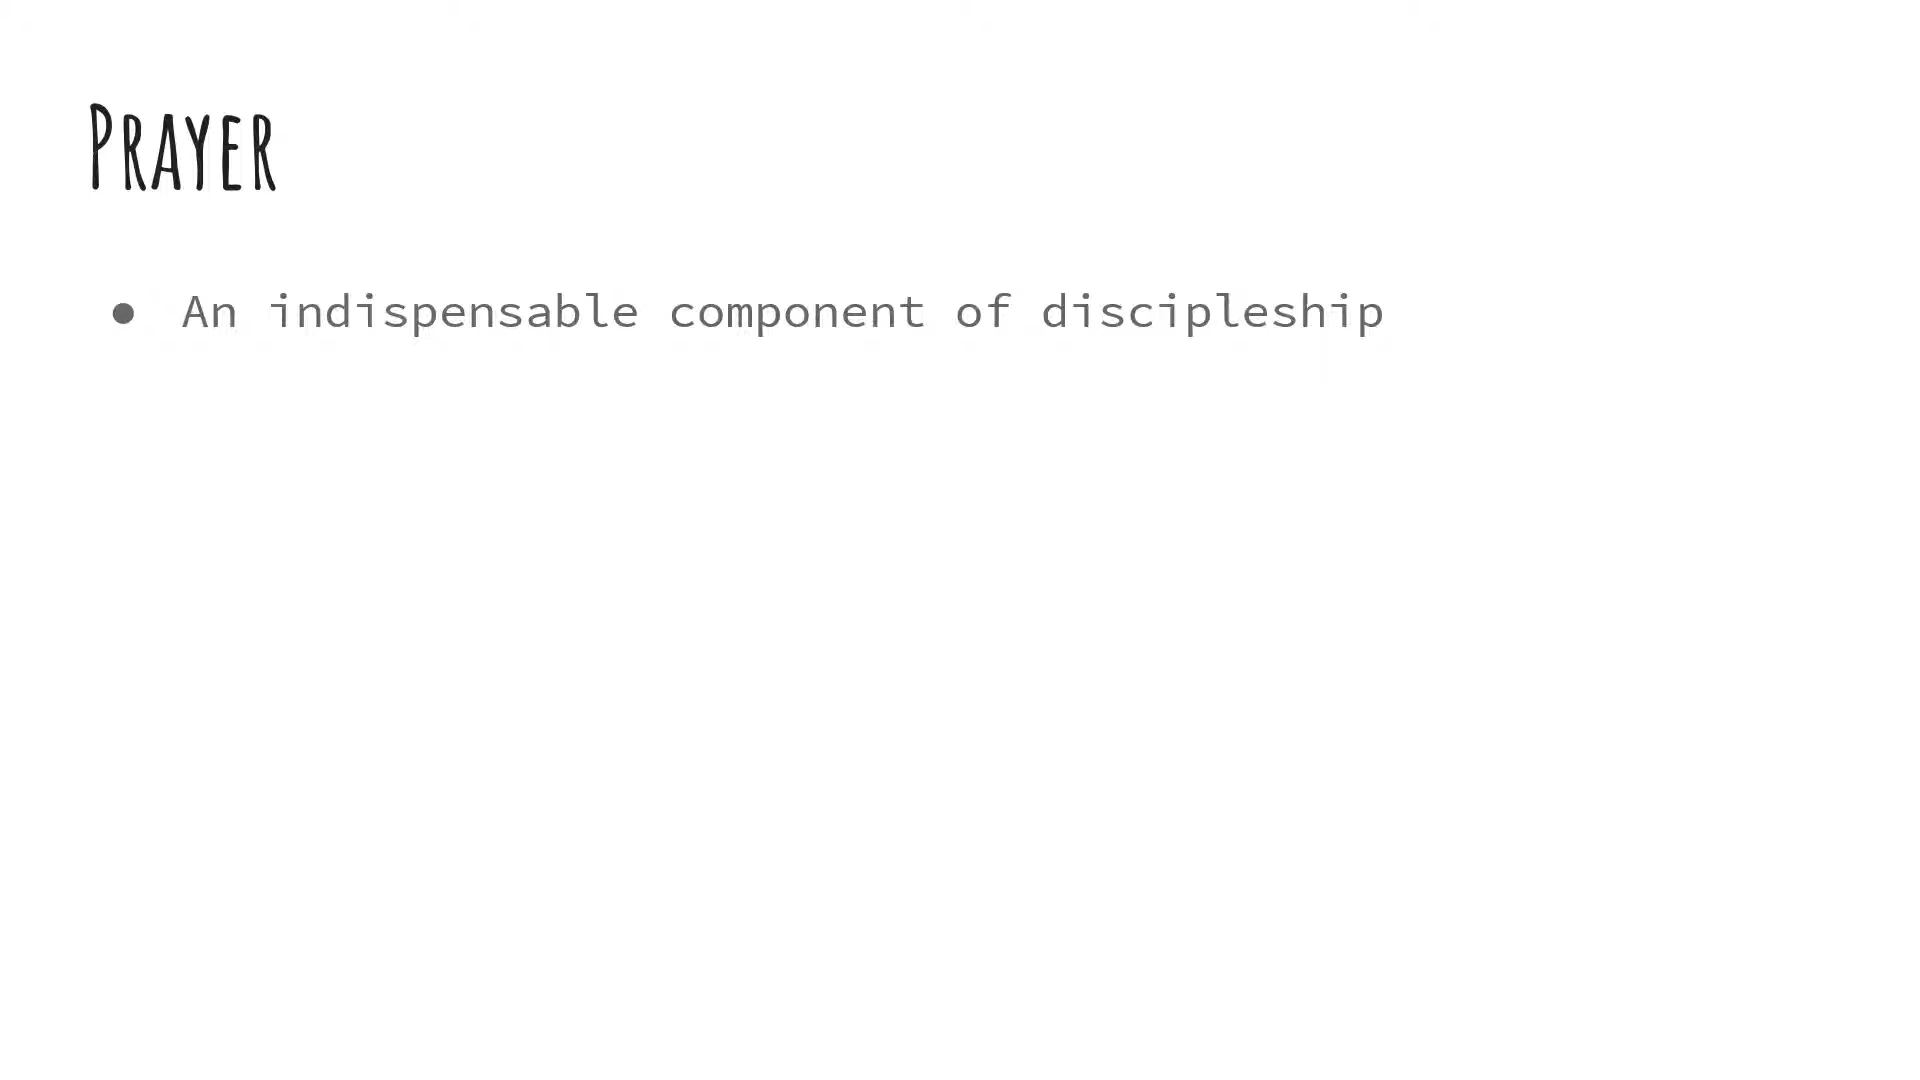 Prayer
● An indispensable component of discipleship